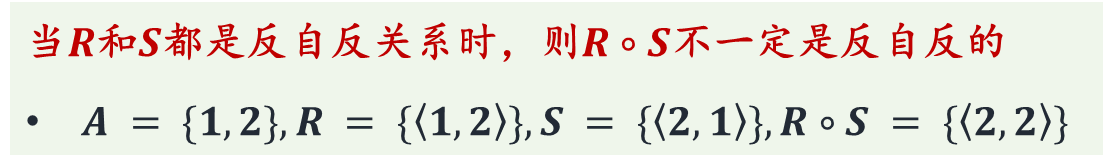 当R和S都是反自反关系时，则R∘S不一定是反自反的
• A = {1,2}, R = {⟨1,2⟩}, S = {⟨2,1⟩}, R∘S = {⟨2,2⟩}